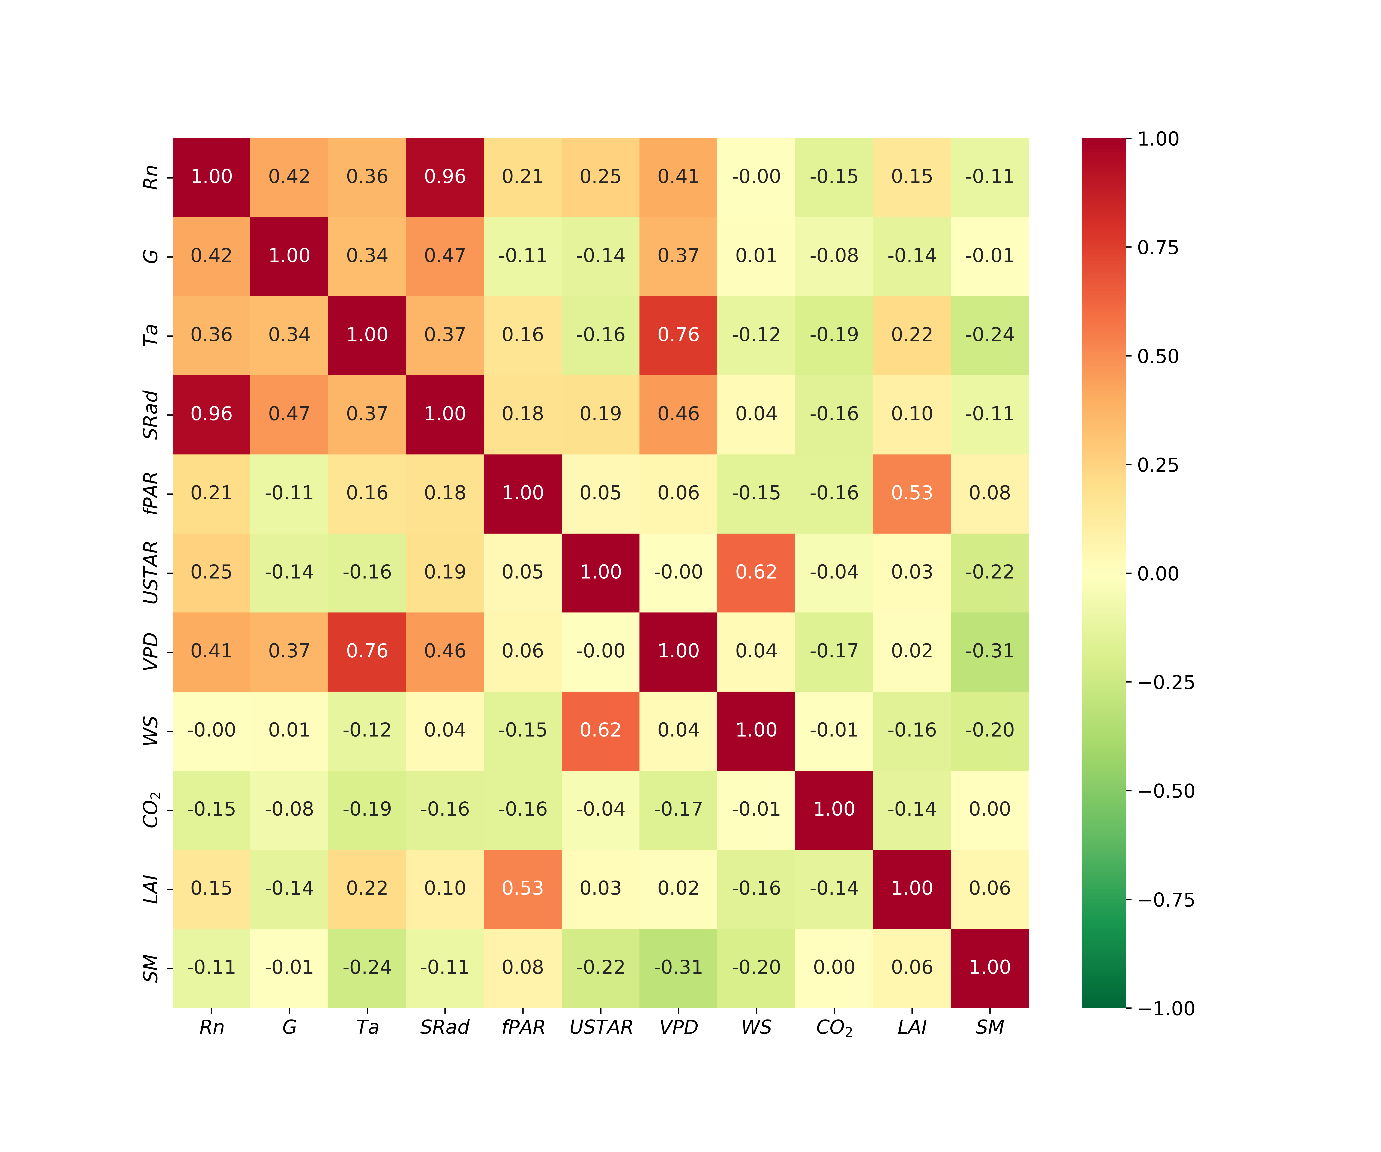 Rn 1.00 0.42 0.36 0.96 0.21 0.25 0.41 -0.00 -0.15 0.15 -0.11
G 0.42 1.00 0.34 0.47 -0.11 -0.14 0.37 0.01 -0.08 -0.14 -0.01
Ta 0.36 0.34 1.00 0.37 0.16 -0.16 0.76 -0.12 -0.19 0.22 -0.24
SRad 0.96 0.47 0.37 1.00 0.18 0.19 0.46 0.04 -0.16 0.10 -0.11
fPAR 0.21 -0.11 0.16 0.18 1.00 0.05 0.06 -0.15 -0.16 0.53 0.08
USTAR 0.25 -0.14 -0.16 0.19 0.05 1.00 -0.00 0.62 -0.04 0.03 -0.22
VPD 0.41 0.37 0.76 0.46 0.06 -0.00 1.00 0.04 -0.17 0.02 -0.31
WS -0.00 0.01 -0.12 0.04 -0.15 0.62 0.04 1.00 -0.01 -0.16 -0.20
CO₂ -0.15 -0.08 -0.19 -0.16 -0.16 -0.04 -0.17 -0.01 1.00 -0.14 0.00
LAI 0.15 -0.14 0.22 0.10 0.53 0.03 0.02 -0.16 -0.14 1.00 0.06
SM -0.11 -0.01 -0.24 -0.11 0.08 -0.22 -0.31 -0.20 0.00 0.06 1.00
Rn G Ta SRad fPAR USTAR VPD WS CO₂ LAI SM
1.00
0.75
0.50
0.25
0.00
−0.25
−0.50
−0.75
−1.00